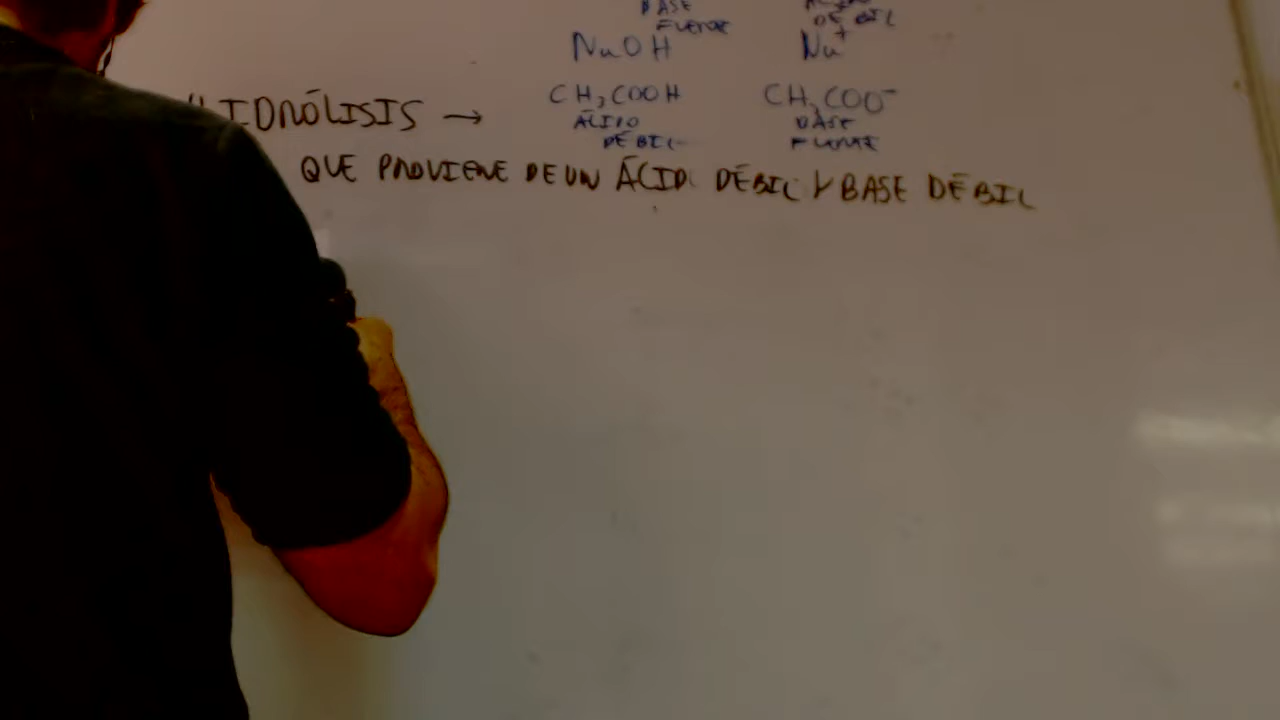 BASE
FUERTE
DÉBIL
NaOH
Na+
HIDRÓLISIS →
CH3COOH
CH3COO-
ÁCIDO
DÉBIL
BASE
FUERTE
QUE PROVIENE DE UN ÁCIDO DÉBIL Y BASE DÉBIL